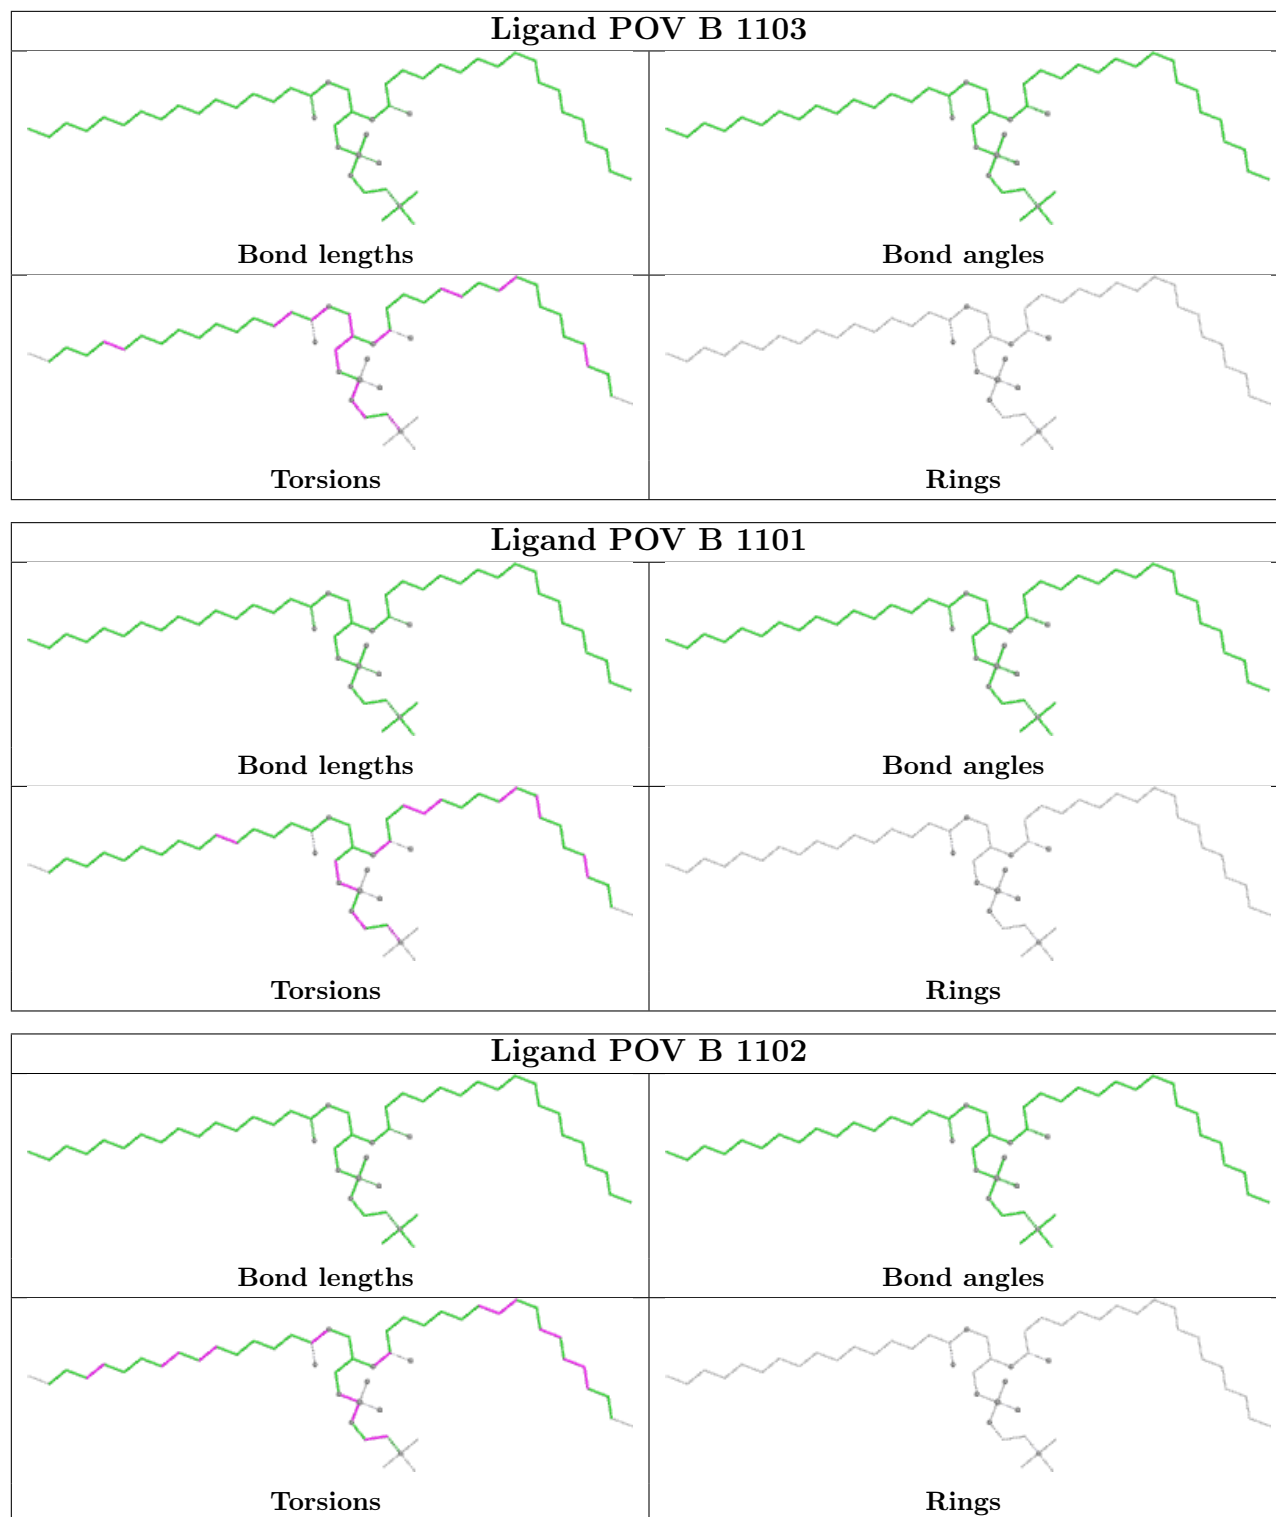 Ligand POV B 1103
Bond lengths
Bond angles
Torsions
Rings
Ligand POV B 1101
Bond lengths
Bond angles
Torsions
Rings
Ligand POV B 1102
Bond lengths
Bond angles
Torsions
Rings